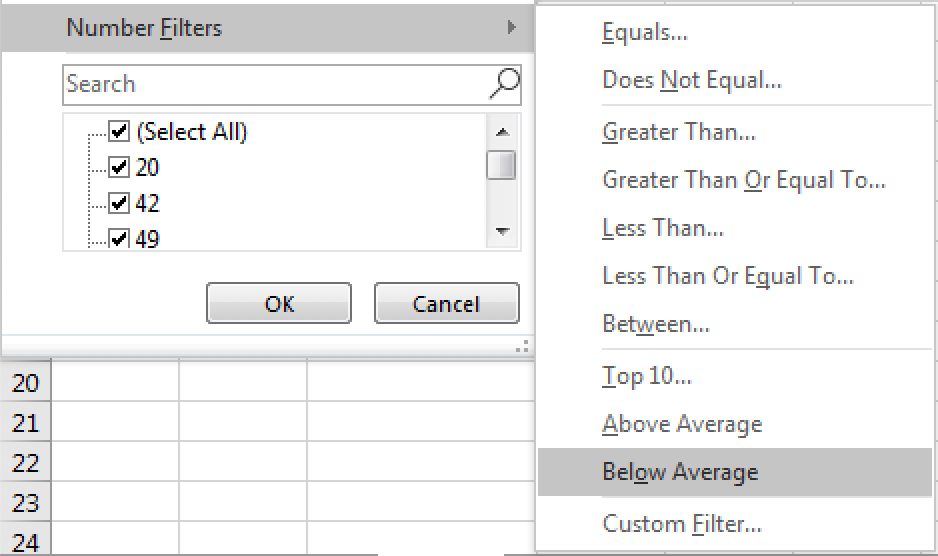 Number Filters
Search
(Select All)
20
42
49
OK
Cancel
20
21
22
23
24
Equals...
Does Not Equal...
Greater Than...
Greater Than Or Equal To...
Less Than...
Less Than Or Equal To...
Between...
Top 10...
Above Average
Below Average
Custom Filter...